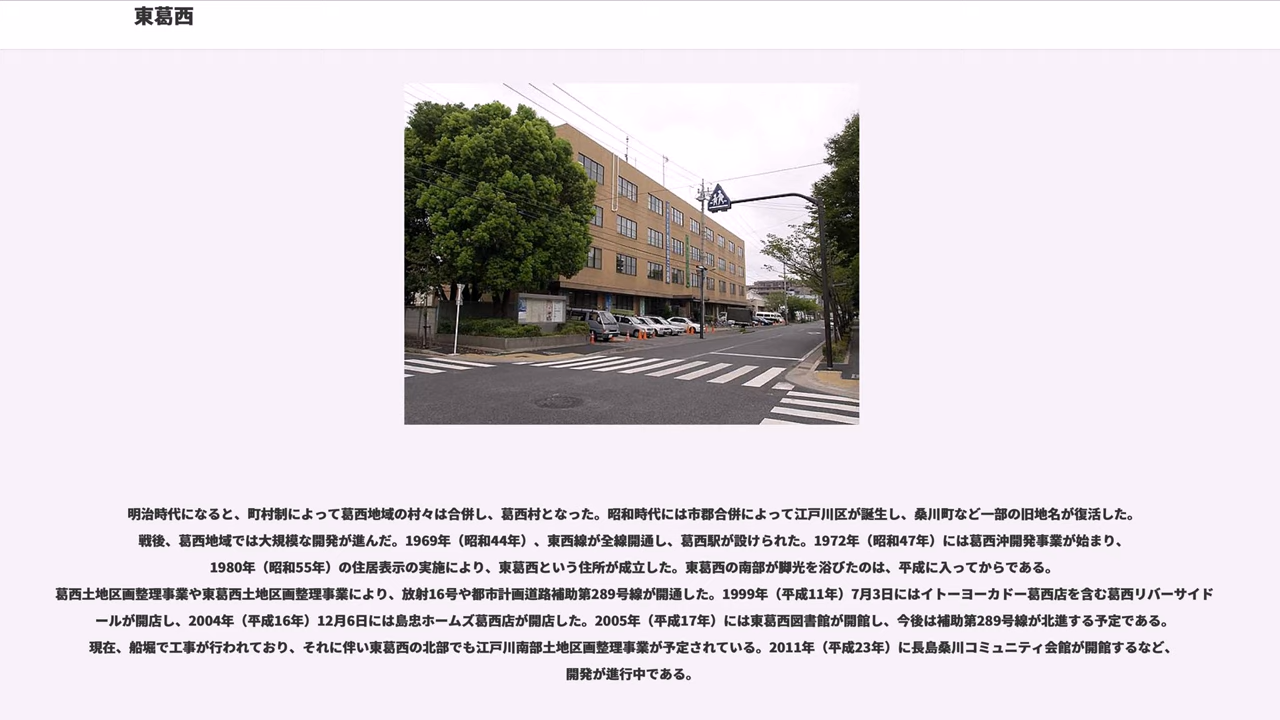 東葛西
明治時代になると、町村制によって葛西地域の村々は合併し、葛西村となった。昭和時代には市郡合併によって江戸川区が誕生し、桑川町など一部の旧地名が復活した。
戦後、葛西地域では大規模な開発が進んだ。1969年（昭和44年）、東西線が全線開通し、葛西駅が設けられた。1972年（昭和47年）には葛西沖開発事業が始まり、
1980年（昭和55年）の住居表示の実施により、東葛西という住所が成立した。東葛西の南部が脚光を浴びたのは、平成に入ってからである。
葛西土地区画整理事業や東葛西土地区画整理事業により、放射16号や都市計画道路補助第289号線が開通した。1999年（平成11年）7月3日にはイトーヨーカドー葛西店を含む葛西リバーサイド
ールが開店し、2004年（平成16年）12月6日には島忠ホームズ葛西店が開店した。2005年（平成17年）には東葛西図書館が開館し、今後は補助第289号線が北進する予定である。
現在、船堀で工事が行われており、それに伴い東葛西の北部でも江戸川南部土地区画整理事業が予定されている。2011年（平成23年）に長島桑川コミュニティ会館が開館するなど、
開発が進行中である。